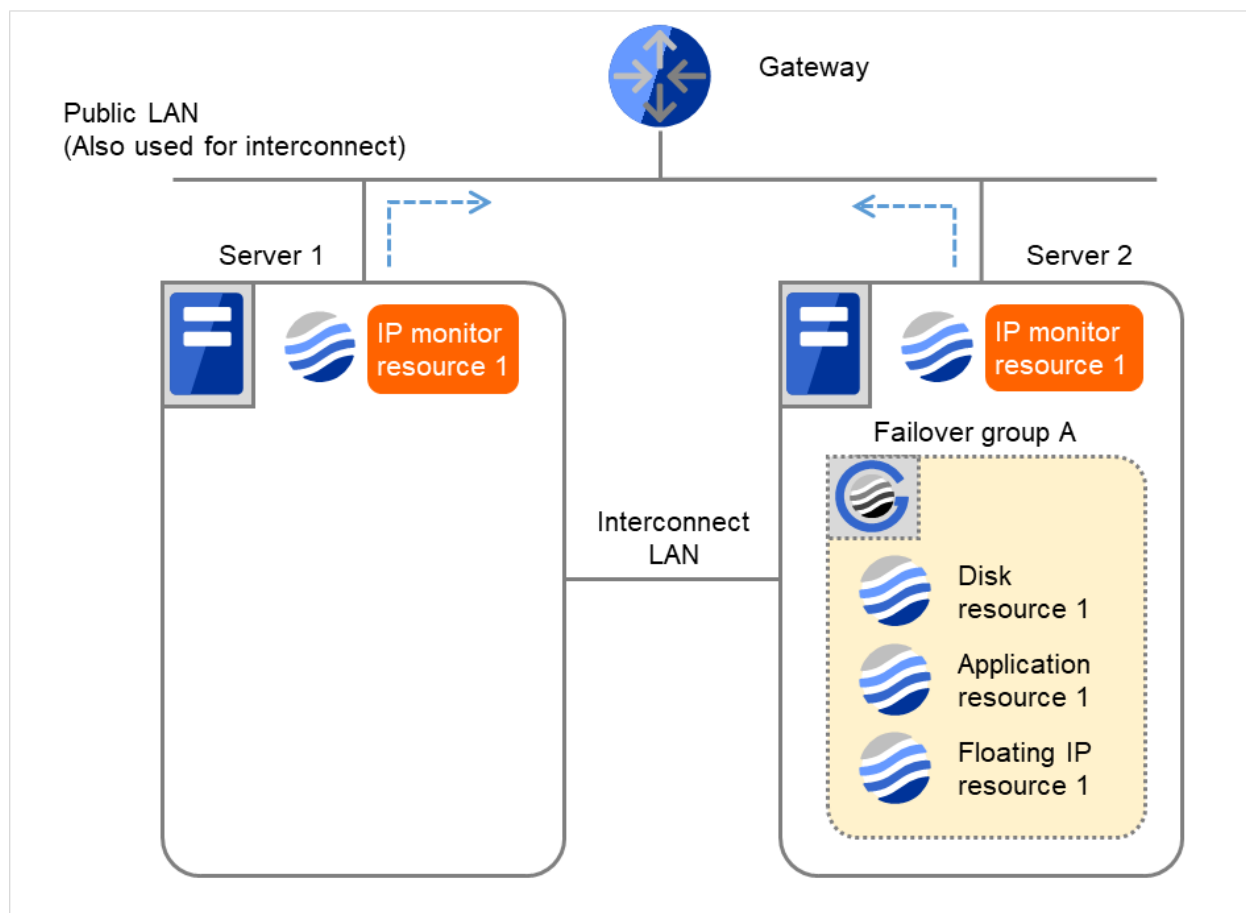 Gateway
Public LAN
(Also used for interconnect)
Server 1
Server 2
IP monitor
resource 1
IP monitor
resource 1
Failover group A
Interconnect
LAN
Disk
resource 1
Application
resource 1
Floating IP
resource 1